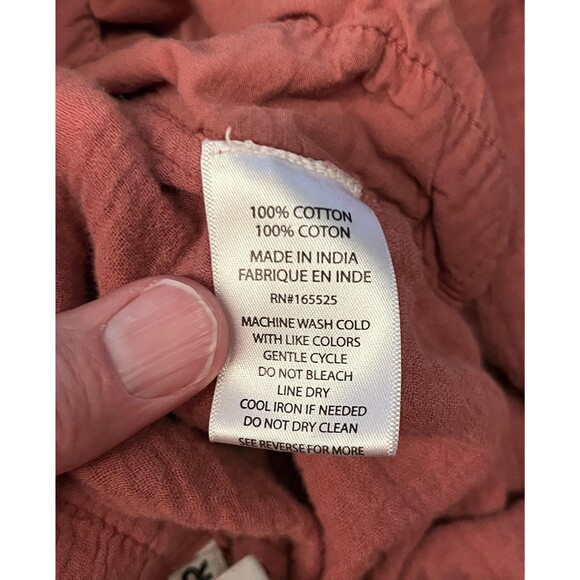 100% COTTON
100% COTON
MADE IN INDIA
FABRIQUE EN INDE
RN#165525
MACHINE WASH COLD
WITH LIKE COLORS
GENTLE CYCLE
DO NOT BLEACH
LINE DRY
COOL IRON IF NEEDED
DO NOT DRY CLEAN
SEE REVERSE FOR MORE